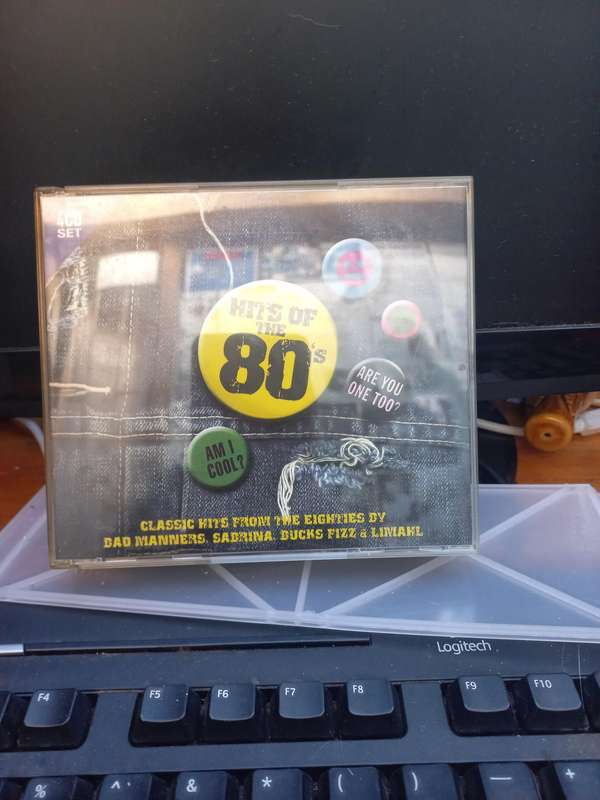 SET
HITS OF
THE
80's
ARE YOU
ONE TOO?
AM I
COOL?
CLASSIC HITS FROM THE EIGHTIES BY
BAD MANNERS, SABRINA, BUCKS FIZZ & LIMAHL
Logitech
F4 F5 F6 F7 F8 F9 F10
% ^ & * ( ) — +